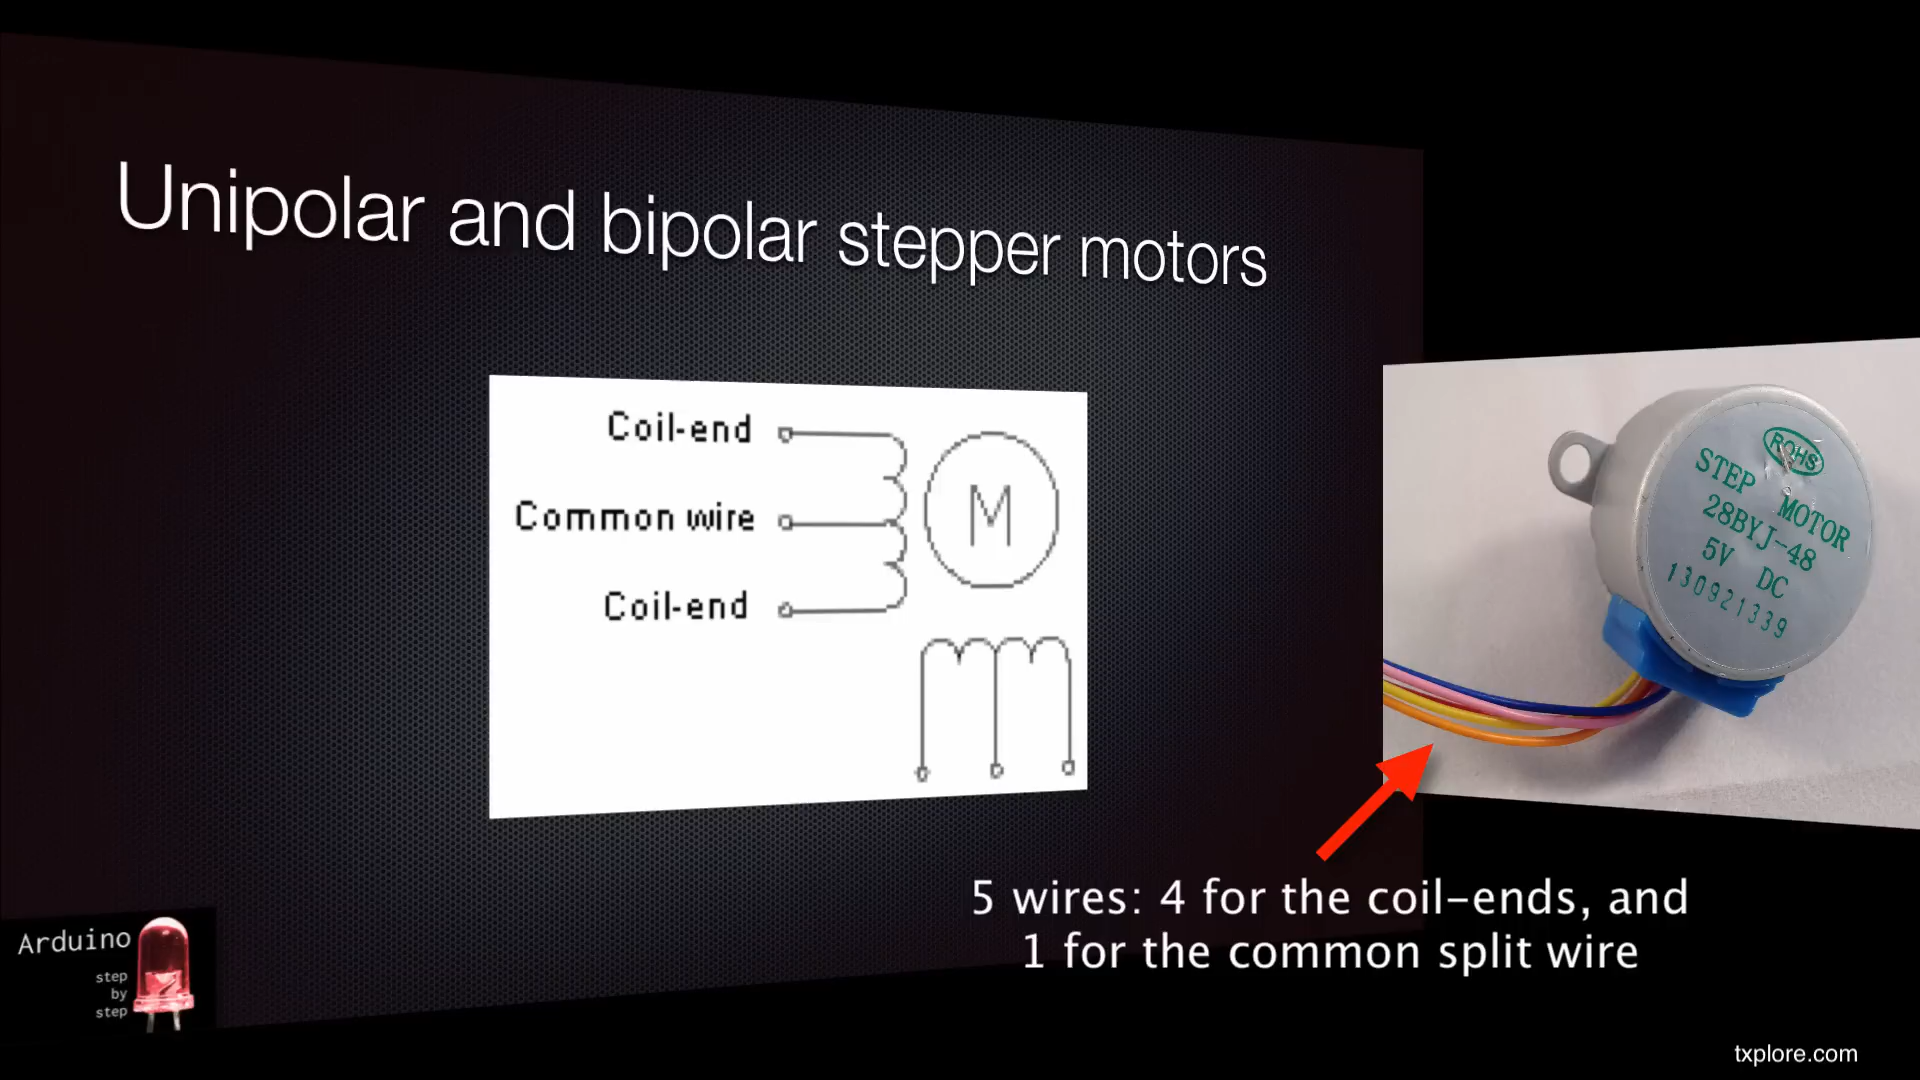 Unipolar and bipolar stepper motors
Coil-end
Common wire
Coil-end
M
ROHS
STEP MOTOR
28BYJ-48
5V DC
130921339
5 wires: 4 for the coil-ends, and
1 for the common split wire
Arduino
step
by
step
txplore.com